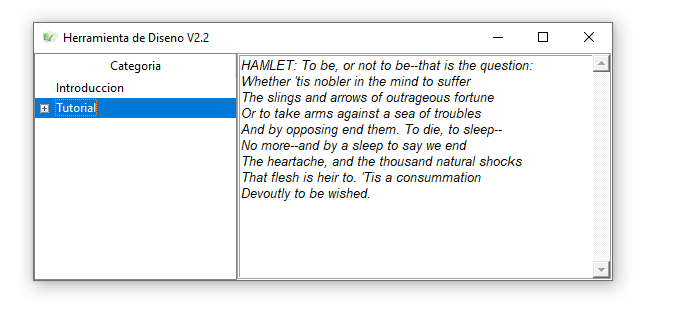 Herramienta de Diseno V2.2
Categoria
Introduccion
Tutorial
HAMLET: To be, or not to be--that is the question:
Whether 'tis nobler in the mind to suffer
The slings and arrows of outrageous fortune
Or to take arms against a sea of troubles
And by opposing end them. To die, to sleep--
No more--and by a sleep to say we end
The heartache, and the thousand natural shocks
That flesh is heir to. 'Tis a consummation
Devoutly to be wished.